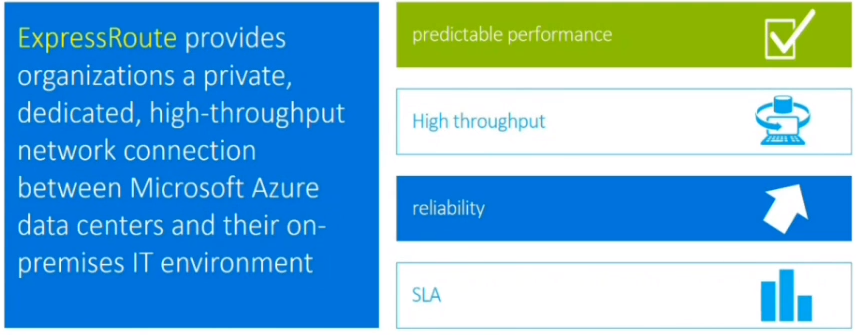 ExpressRoute provides
organizations a private,
dedicated, high-throughput
network connection
between Microsoft Azure
data centers and their on-
premises IT environment
predictable performance
High throughput
reliability
SLA